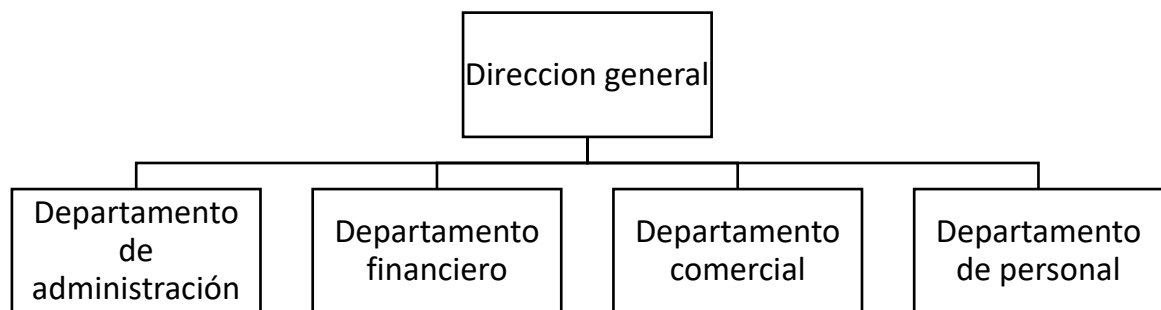 Direccion general
Departamento
de
administración
Departamento
financiero
Departamento
comercial
Departamento
de personal